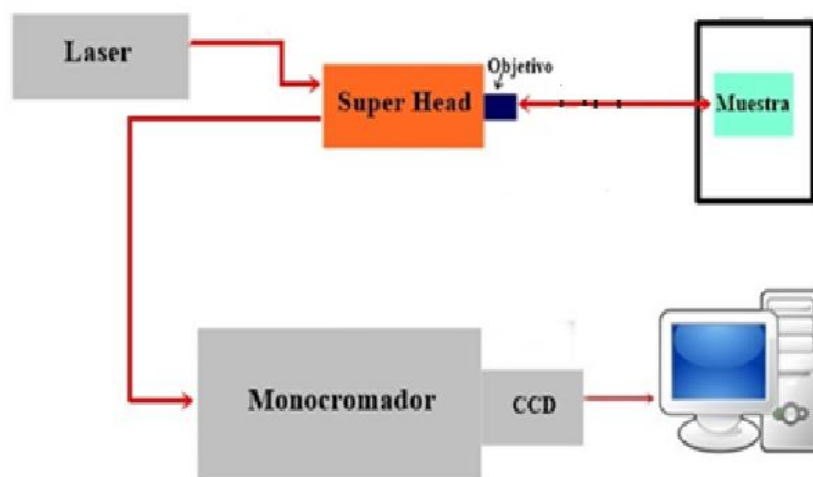 Laser
Objetivo
Super Head
Muestra
Monocromador
CCD